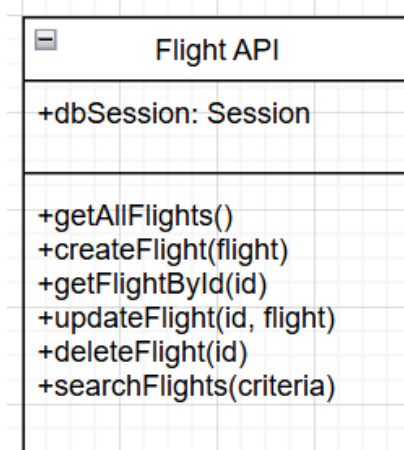 Flight API
+dbSession: Session
+getAllFlights()
+createFlight(flight)
+getFlightById(id)
+updateFlight(id, flight)
+deleteFlight(id)
+searchFlights(criteria)